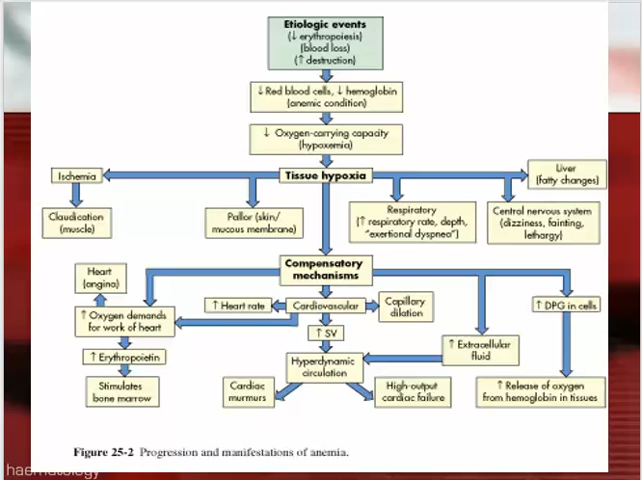 Etiologic events
(↓ erythropoiesis)
(blood loss)
(↑ destruction)
↓ Red blood cells, ↓ hemoglobin
(anemic condition)
↓ Oxygen-carrying capacity
(hypoxemia)
Ischemia
Tissue hypoxia
Liver
(fatty changes)
Claudication
(muscle)
Pallor (skin/
mucous membrane)
Respiratory
(↑ respiratory rate, depth,
"exertional dyspnea")
Central nervous system
(dizziness, fainting,
lethargy)
Compensatory
mechanisms
Heart
(angina)
↑ Heart rate
Cardiovascular
Capillary
dilation
↑ DPG in cells
↑ Oxygen demands
for work of heart
↑ SV
↑ Extracellular
fluid
↑ Erythropoietin
Hyperdynamic
circulation
Stimulates
bone marrow
Cardiac
murmurs
High-output
cardiac failure
↑ Release of oxygen
from hemoglobin in tissues
Figure 25-2 Progression and manifestations of anemia.
haematology